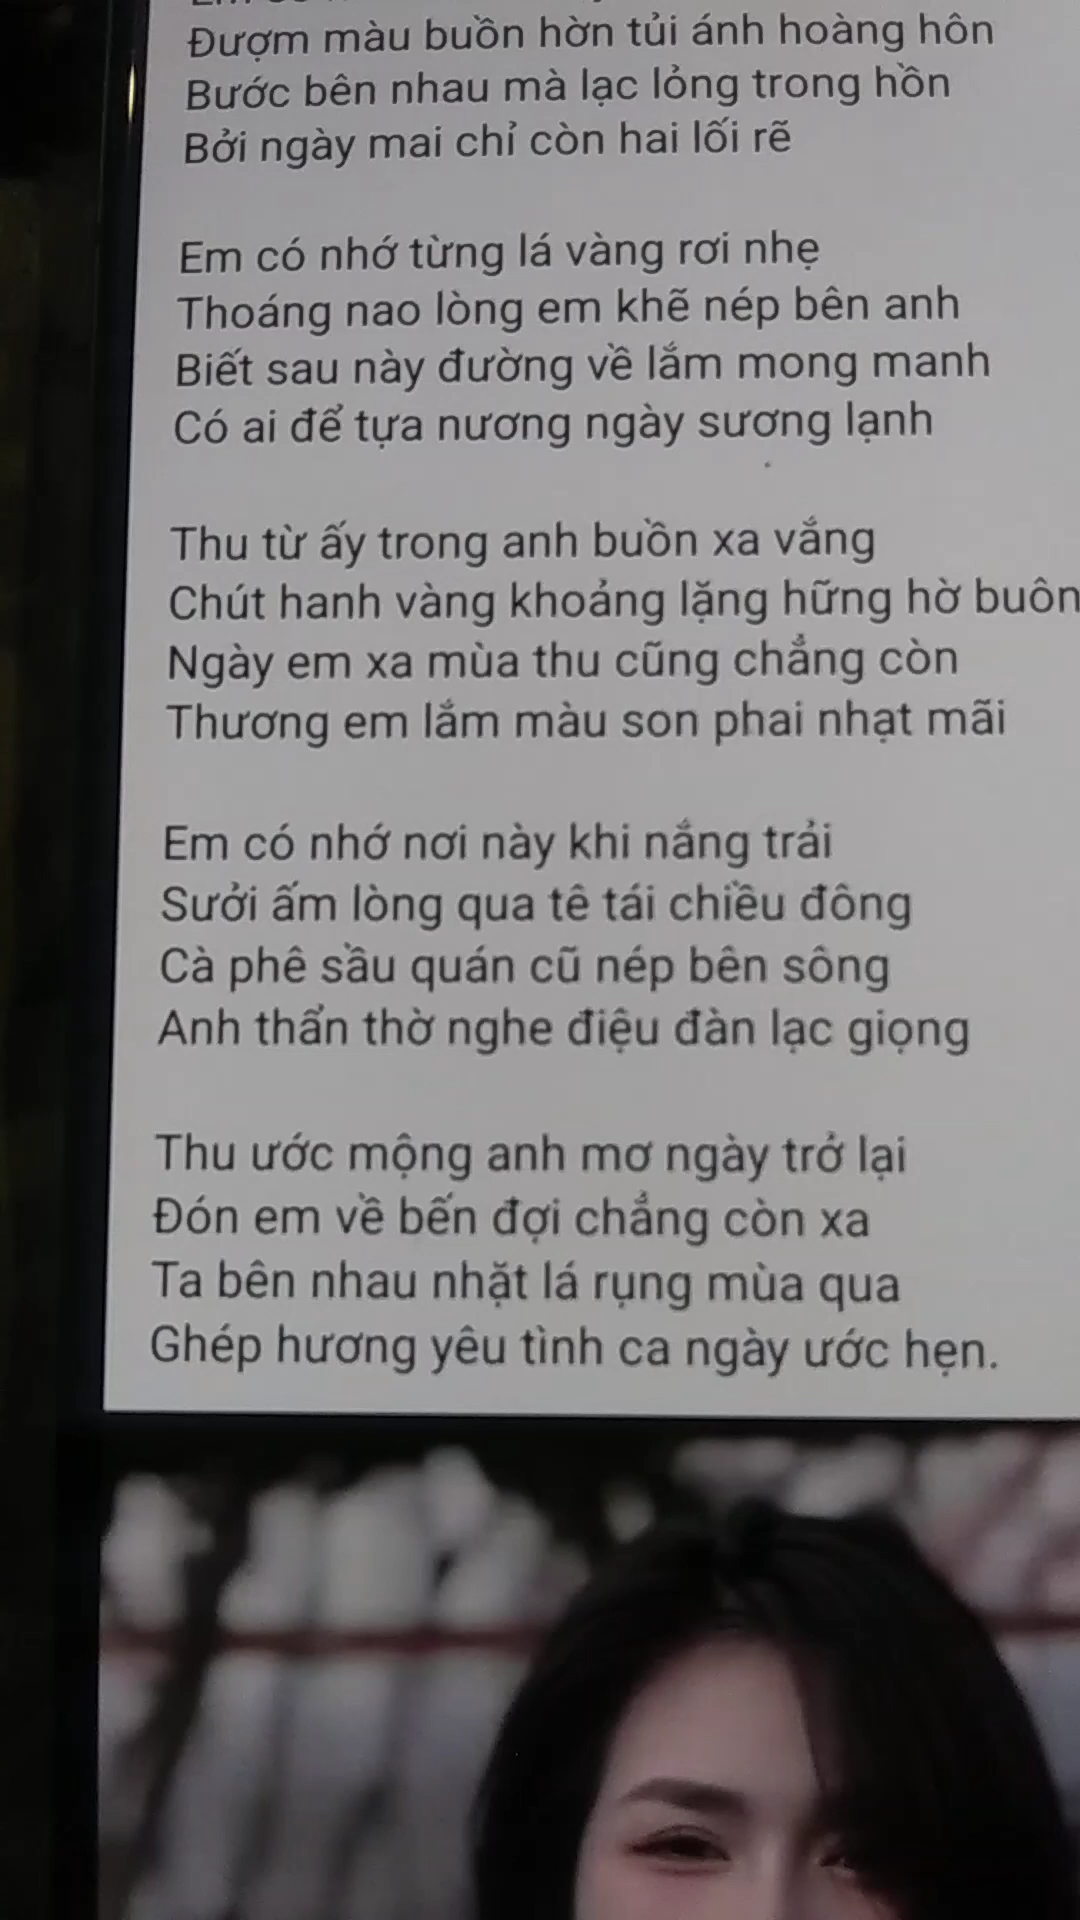 Đượm màu buồn hờn tủi ánh hoàng hôn
Bước bên nhau mà lạc lỏng trong hồn
Bởi ngày mai chỉ còn hai lối rẽ
Em có nhớ từng lá vàng rơi nhẹ
Thoáng nao lòng em khẽ nép bên anh
Biết sau này đường về lắm mong manh
Có ai để tựa nương ngày sương lạnh
Thu từ ấy trong anh buồn xa vắng
Chút hanh vàng khoảng lặng hững hờ buôn
Ngày em xa mùa thu cũng chẳng còn
Thương em lắm màu son phai nhạt mãi
Em có nhớ nơi này khi nắng trải
Sưởi ấm lòng qua tê tái chiều đông
Cà phê sầu quán cũ nép bên sông
Anh thẩn thờ nghe điệu đàn lạc giọng
Thu ước mộng anh mơ ngày trở lại
Đón em về bến đợi chẳng còn xa
Ta bên nhau nhặt lá rụng mùa qua
Ghép hương yêu tình ca ngày ước hẹn.